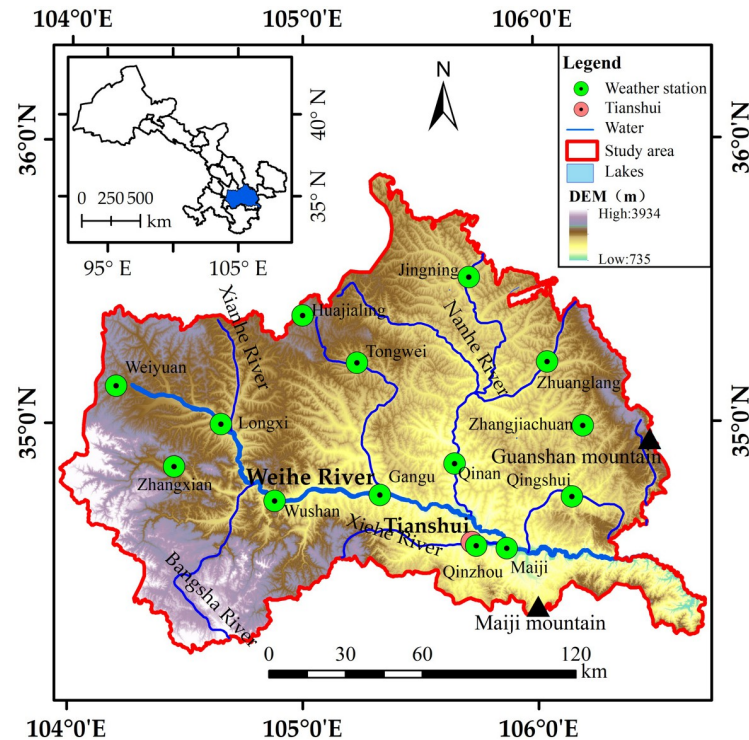 104°0'E 105°0'E 106°0'E
N
Legend
Weather station
Tianshui
Water
Study area
Lakes
DEM（m）
High:3934
Low:735
36°0'N
35°0'N
40° N
35° N
0 250 500
km
95° E 105° E
36°0'N
35°0'N
Jingning
Huajialing
Xianhe River
Nanhe River
Tongwei
Weiyuan
Zhuanglang
Longxi
Zhangjiachuan
Guanshan mountain
Zhangxian
Weihe River
Gangu
Qinan
Qingshui
Wushan
Xiehe River
Tianshui
Qinzhou
Maiji
Bangsha River
Maiji mountain
0 30 60 120
km
104°0'E 105°0'E 106°0'E